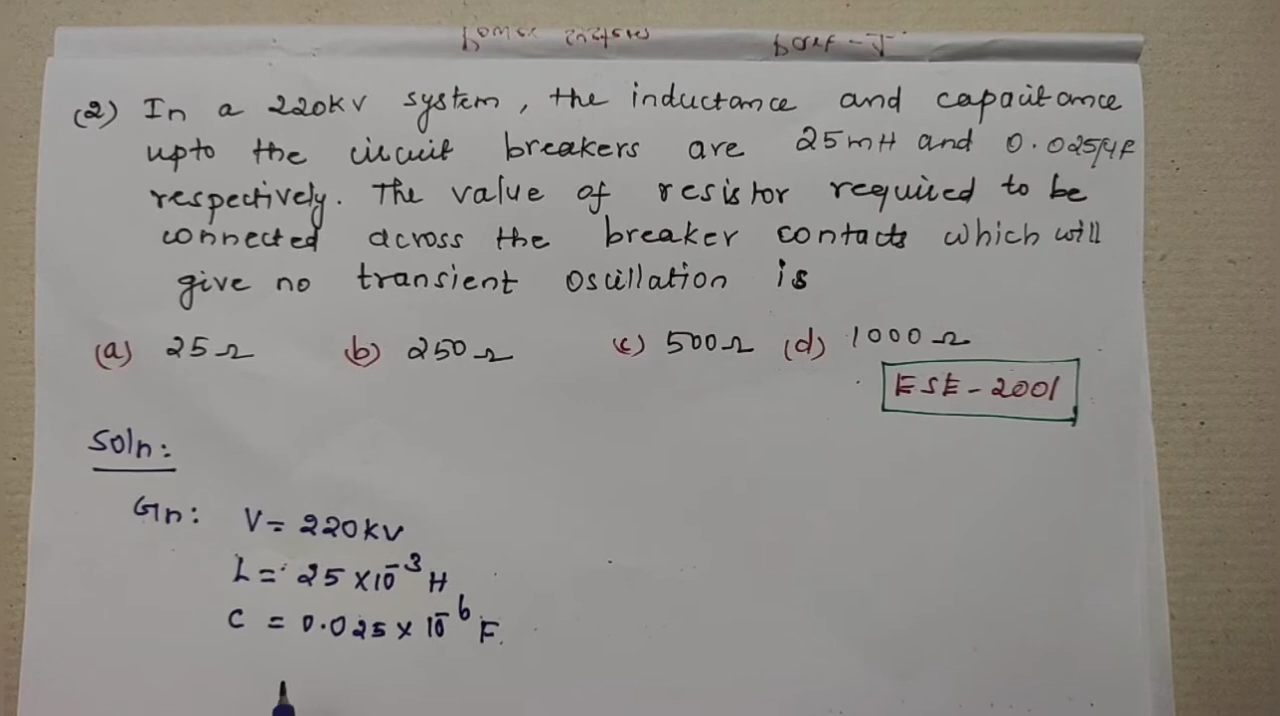 (2) In a 220KV system, the inductance and capacitance
upto the circuit breakers are 25mH and 0.025μF
respectively. The value of resistor required to be
connected across the breaker contacts which will
give no transient oscillation is
(a) 25Ω (b) 250Ω (c) 500Ω (d) 1000Ω
ESE-2001
Soln:
Gn: V = 220KV
L = 25 × 10⁻³ H
C = 0.025 × 10⁻⁶ F.